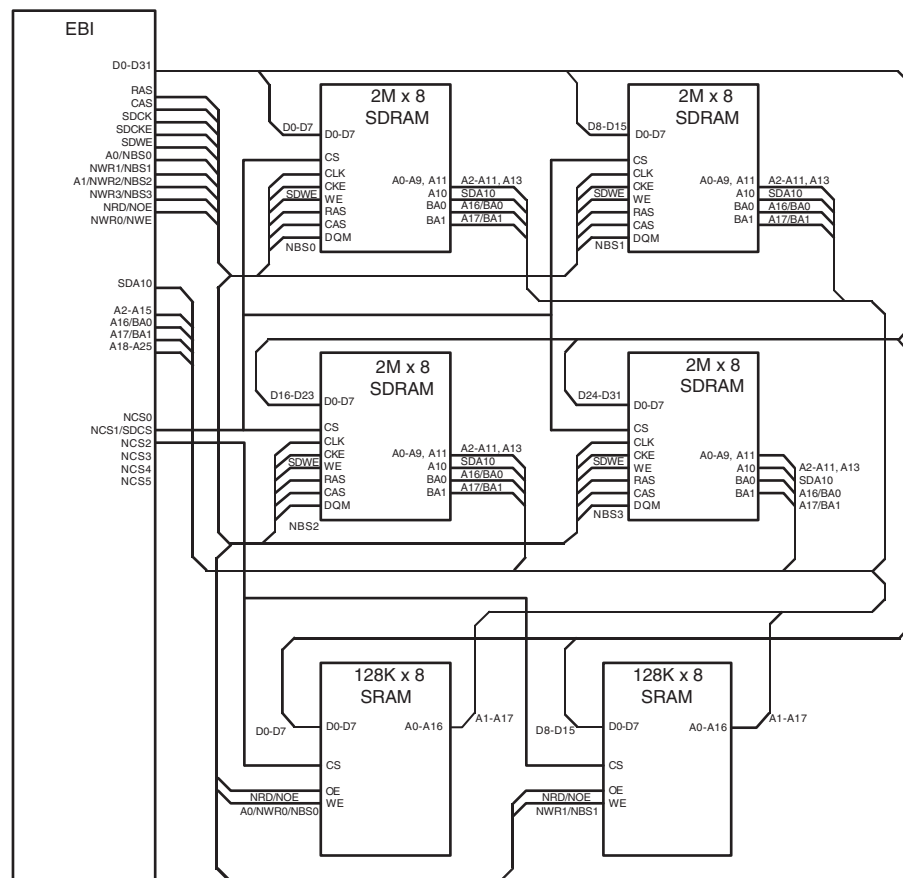 EBI
D0-D31
RAS
CAS
SDCK
SDCKE
SDWE
A0/NBS0
NWR1/NBS1
A1/NWR2/NBS2
NWR3/NBS3
NRD/NOE
NWR0/NWE
SDA10
A2-A15
A16/BA0
A17/BA1
A18-A25
NCS0
NCS1/SDCS
NCS2
NCS3
NCS4
NCS5
2M x 8
SDRAM
D0-D7
D0-D7
CS
CLK
CKE
SDWE
WE
RAS
CAS
DQM
NBS0
A0-A9, A11
A10
BA0
BA1
A2-A11, A13
SDA10
A16/BA0
A17/BA1
2M x 8
SDRAM
D8-D15
D0-D7
CS
CLK
CKE
SDWE
WE
RAS
CAS
DQM
NBS1
A0-A9, A11
A10
BA0
BA1
A2-A11, A13
SDA10
A16/BA0
A17/BA1
2M x 8
SDRAM
D16-D23
D0-D7
CS
CLK
CKE
SDWE
WE
RAS
CAS
DQM
NBS2
A0-A9, A11
A10
BA0
BA1
A2-A11, A13
SDA10
A16/BA0
A17/BA1
2M x 8
SDRAM
D24-D31
D0-D7
CS
CLK
CKE
SDWE
WE
RAS
CAS
DQM
NBS3
A0-A9, A11
A10
BA0
BA1
A2-A11, A13
SDA10
A16/BA0
A17/BA1
128K x 8
SRAM
D0-D7
D0-D7
A0-A16
A1-A17
CS
OE
NRD/NOE
WE
A0/NWR0/NBS0
128K x 8
SRAM
D8-D15
D0-D7
A0-A16
A1-A17
CS
OE
NRD/NOE
WE
NWR1/NBS1